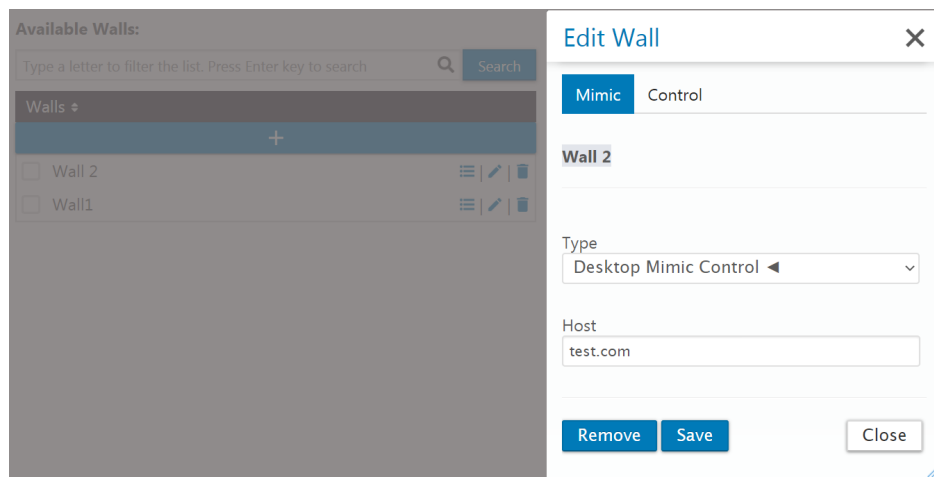 Available Walls:
Type a letter to filter the list. Press Enter key to search
Search
Walls
+
Wall 2
Wall1
Edit Wall
Mimic
Control
Wall 2
Type
Desktop Mimic Control ◄
Host
test.com
Remove
Save
Close